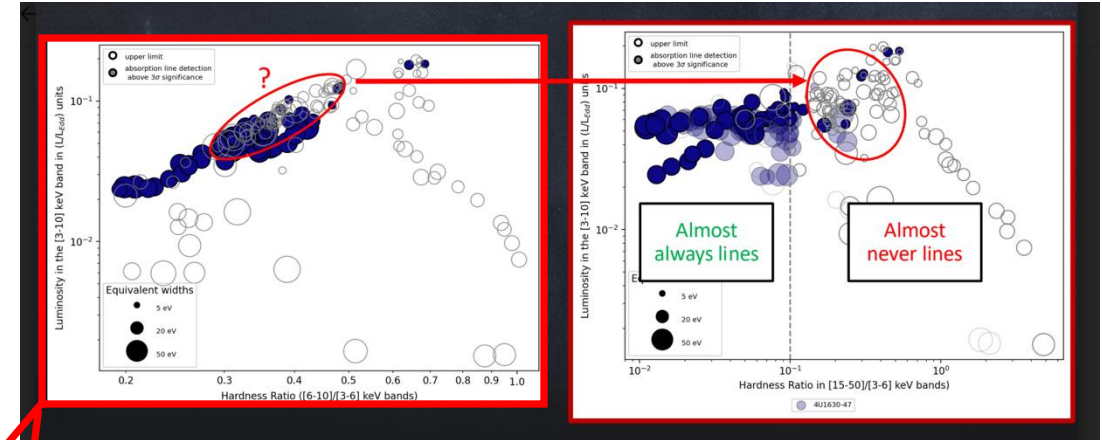 upper limit
absorption line detection
above 3σ significance
?
Luminosity in the [3-10] keV band in (L/L_Edd) units
10⁻¹
10⁻²
Equivalent widths
5 eV
20 eV
50 eV
0.2
0.3
0.4
0.5
0.6
0.7
0.8
0.9
1.0
Hardness Ratio ([6-10]/[3-6] keV bands)
upper limit
absorption line detection
above 3σ significance
Luminosity in the [3-10] keV band in (L/L_Edd) units
10⁻¹
10⁻²
Almost
always lines
Almost
never lines
5 eV
20 eV
50 eV
10⁻²
10⁻¹
10⁰
Hardness Ratio in [15-50]/[3-6] keV bands
4U1630-47